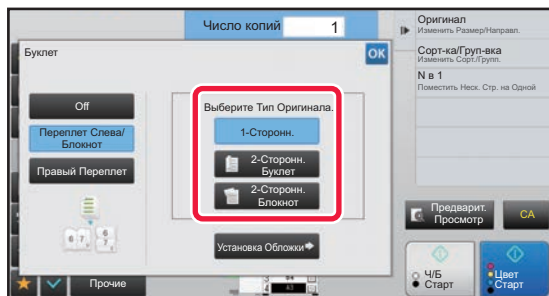 Число копий 1
Буклет
OK
Off
Переплет Слева/
Блокнот
Правый Переплет
Выберите Тип Оригинала.
1-Сторонн.
2-Сторонн.
Буклет
2-Сторонн.
Блокнот
Установка Обложки
Прочие
Оригинал
Изменить Размер/Направл.
Сорт-ка/Груп-вка
Изменить Сорт./Групп.
N в 1
Поместить Неск. Стр. на Одной
Предварит.
Просмотр
CA
Ч/Б
Старт
Цвет
Старт